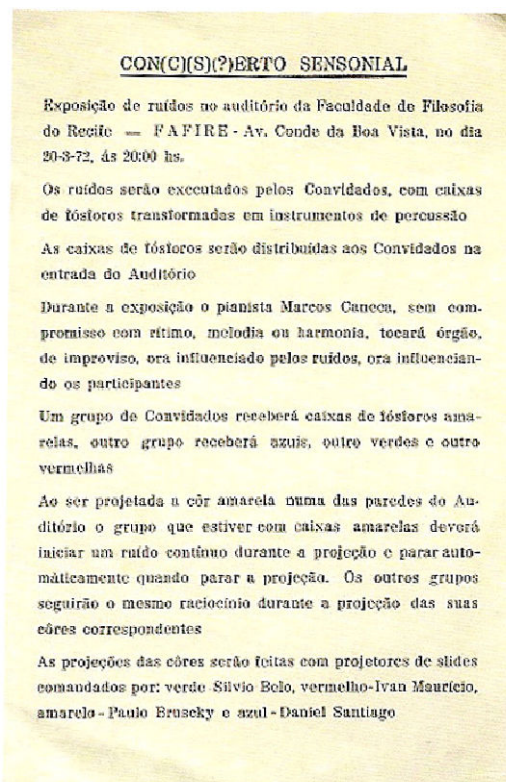 CON(C)(S)(?)ERTO SENSONIAL
Exposição de ruídos no auditório da Faculdade de Filosofia
do Recife — FAFIRE - Av. Conde da Boa Vista, no dia
20-3-72, ás 20:00 hs.
Os ruídos serão executados pelos Convidados, com caixas
de fósforos transformadas em instrumentos de percussão
As caixas de fósforos serão distribuídas aos Convidados na
entrada do Auditório
Durante a exposição o pianista Marcos Caneca, sem com-
promisso com rítimo, melodia ou harmonia, tocará órgão,
de improviso, ora influenciado pelos ruídos, ora influencian-
do os participantes
Um grupo de Convidados receberá caixas de fósforos ama-
relas, outro grupo receberá azuis, outro verdes e outro
vermelhas
Ao ser projetada a côr amarela numa das paredes do Au-
ditório o grupo que estiver com caixas amarelas deverá
iniciar um ruído contínuo durante a projeção e parar auto-
màticamente quando parar a projeção. Os outros grupos
seguirão o mesmo raciocínio durante a projeção das suas
côres correspondentes
As projeções das côres serão feitas com projetores de slides
comandados por: verde-Silvio Belo, vermelho-Ivan Maurício,
amarelo - Paulo Bruscky e azul - Daniel Santiago